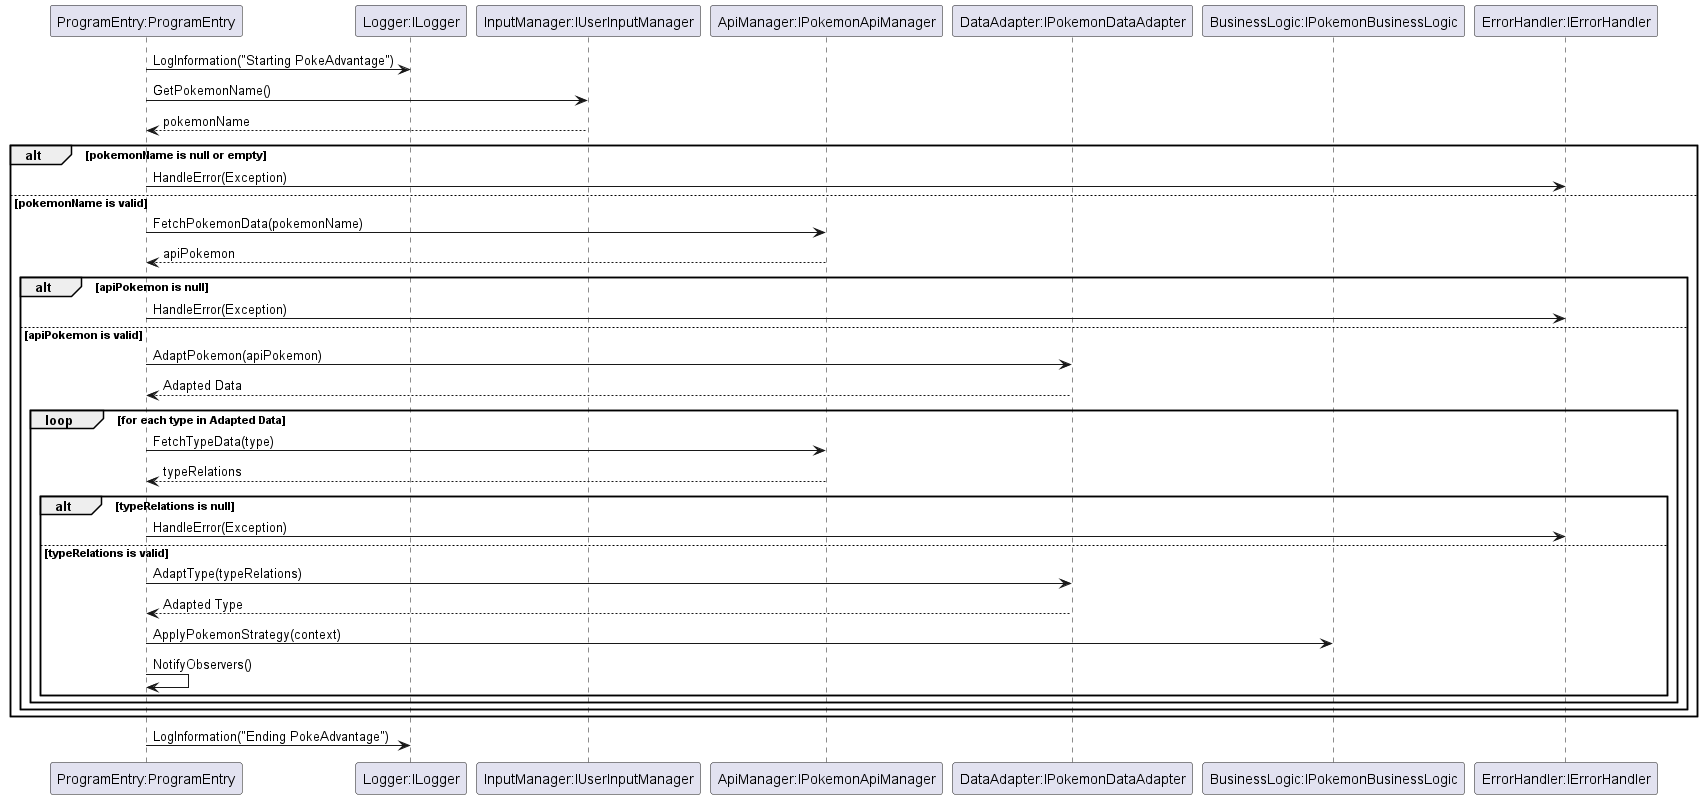 ProgramEntry:ProgramEntry
Logger:ILogger
InputManager:IUserInputManager
ApiManager:IPokemonApiManager
DataAdapter:IPokemonDataAdapter
BusinessLogic:IPokemonBusinessLogic
ErrorHandler:IErrorHandler
LogInformation("Starting PokeAdvantage")
GetPokemonName()
pokemonName
alt [pokemonName is null or empty]
HandleError(Exception)
[pokemonName is valid]
FetchPokemonData(pokemonName)
apiPokemon
alt [apiPokemon is null]
HandleError(Exception)
[apiPokemon is valid]
AdaptPokemon(apiPokemon)
Adapted Data
loop [for each type in Adapted Data]
FetchTypeData(type)
typeRelations
alt [typeRelations is null]
HandleError(Exception)
[typeRelations is valid]
AdaptType(typeRelations)
Adapted Type
ApplyPokemonStrategy(context)
NotifyObservers()
LogInformation("Ending PokeAdvantage")
ProgramEntry:ProgramEntry
Logger:ILogger
InputManager:IUserInputManager
ApiManager:IPokemonApiManager
DataAdapter:IPokemonDataAdapter
BusinessLogic:IPokemonBusinessLogic
ErrorHandler:IErrorHandler